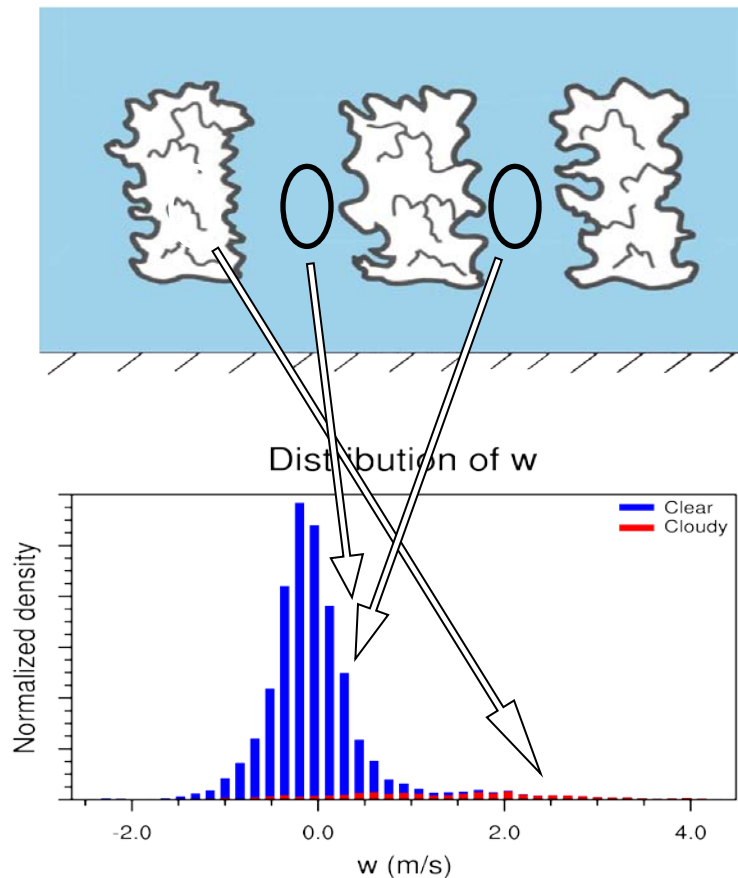 Distribution of w
Clear
Cloudy
Normalized density
-2.0 0.0 2.0 4.0
w (m/s)